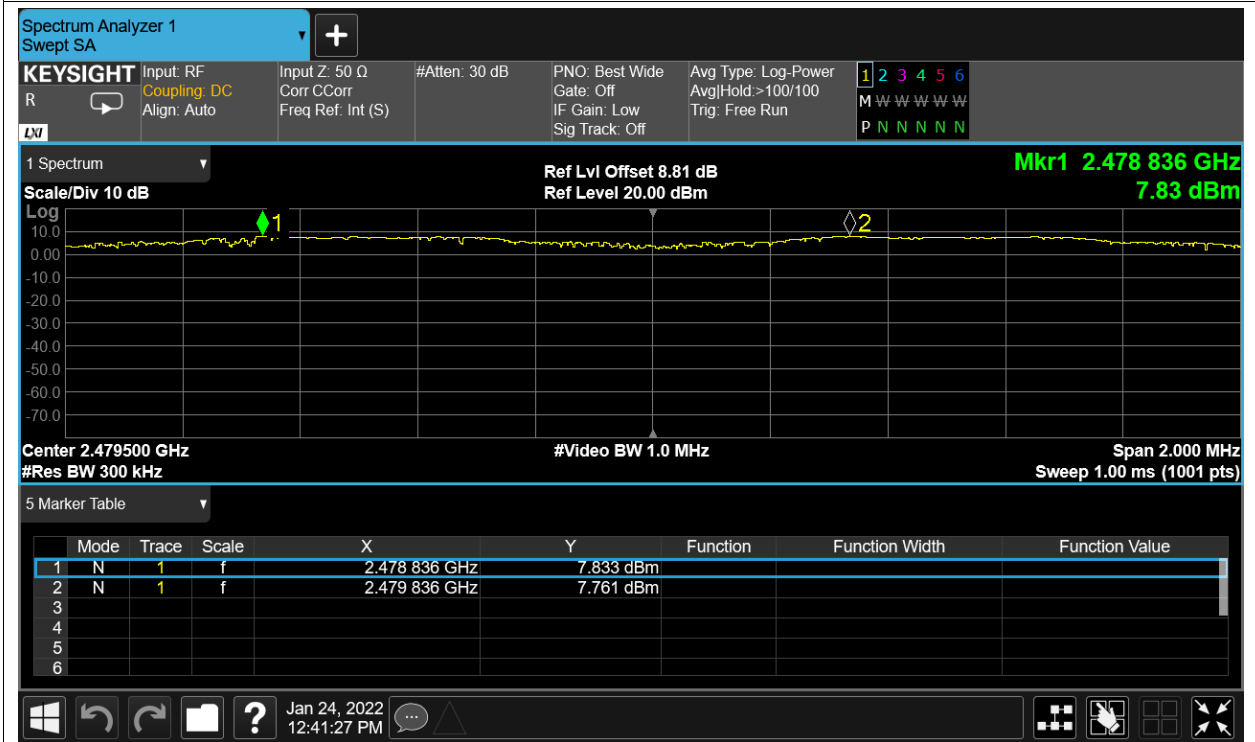 Spectrum Analyzer 1
Swept SA
+
KEYSIGHT Input: RF Input Z: 50 Ω #Atten: 30 dB PNO: Best Wide Avg Type: Log-Power 1 2 3 4 5 6
R Coupling: DC Corr CCorr Gate: Off Avg|Hold:>100/100 M W W W W W
Align: Auto Freq Ref: Int (S) IF Gain: Low Trig: Free Run
LXI Sig Track: Off P N N N N N
1 Spectrum Ref Lvl Offset 8.81 dB Mkr1 2.478 836 GHz
Scale/Div 10 dB Ref Level 20.00 dBm 7.83 dBm
Log
1 2
10.0
0.00
-10.0
-20.0
-30.0
-40.0
-50.0
-60.0
-70.0
Center 2.479500 GHz #Video BW 1.0 MHz Span 2.000 MHz
#Res BW 300 kHz Sweep 1.00 ms (1001 pts)
5 Marker Table
Mode Trace Scale X Y Function Function Width Function Value
1 N 1 f 2.478 836 GHz 7.833 dBm
2 N 1 f 2.479 836 GHz 7.761 dBm
3
4
5
6
? Jan 24, 2022
12:41:27 PM